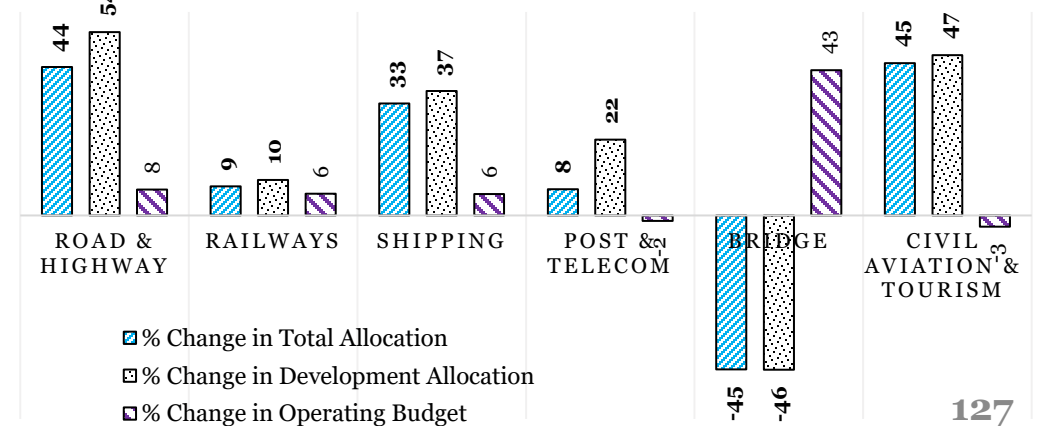 44
8
9
10
6
33
37
6
8
22
-2
-45
-46
43
45
47
-3
ROAD &
HIGHWAY
RAILWAYS
SHIPPING
POST &
TELECOM
BRIDGE
CIVIL
AVIATION &
TOURISM
% Change in Total Allocation
% Change in Development Allocation
% Change in Operating Budget
127